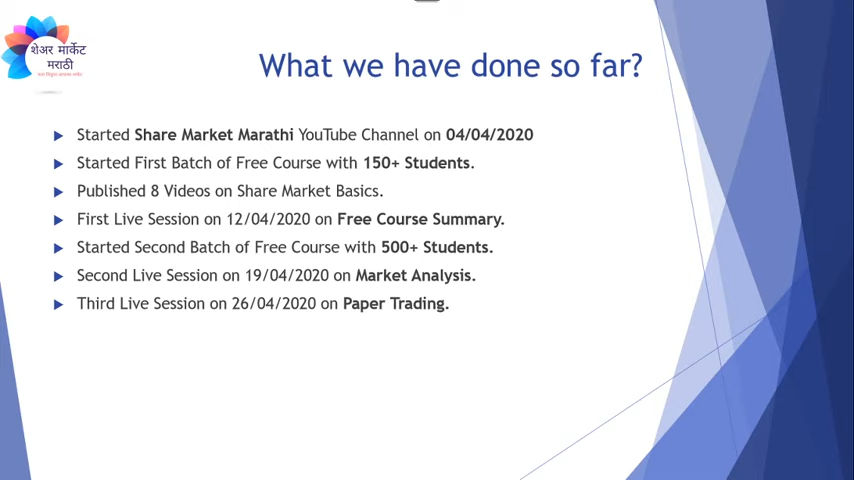 शेअर मार्केट
मराठी
What we have done so far?
Started Share Market Marathi YouTube Channel on 04/04/2020
Started First Batch of Free Course with 150+ Students.
Published 8 Videos on Share Market Basics.
First Live Session on 12/04/2020 on Free Course Summary.
Started Second Batch of Free Course with 500+ Students.
Second Live Session on 19/04/2020 on Market Analysis.
Third Live Session on 26/04/2020 on Paper Trading.